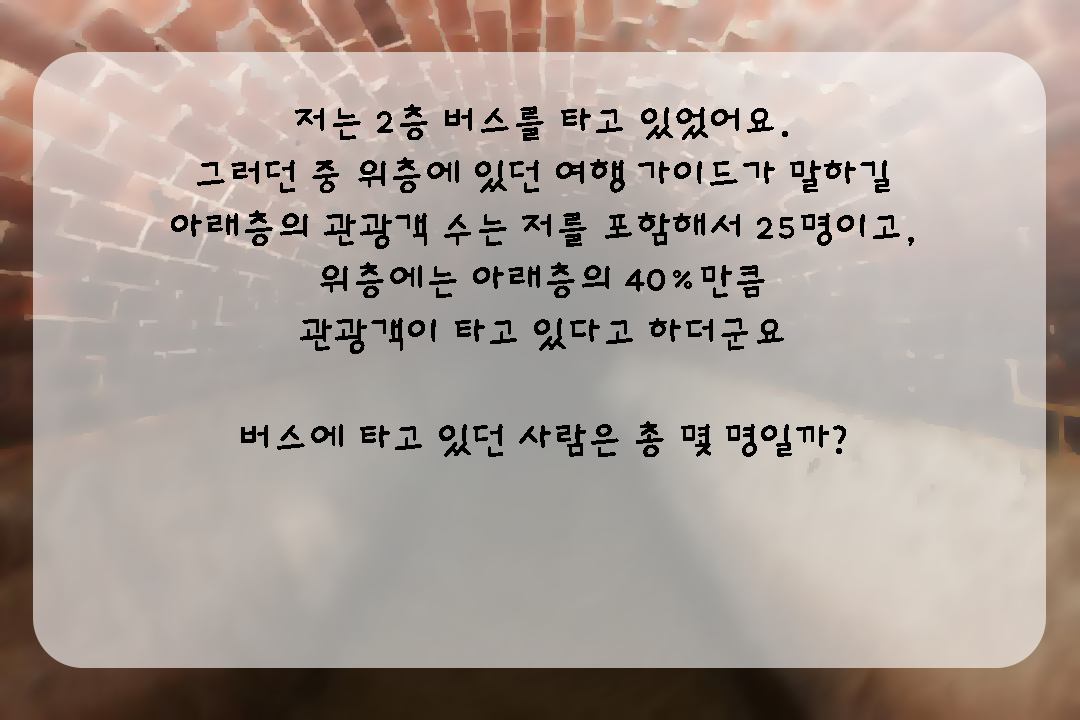 저는 2층 버스를 타고 있었어요.
그러던 중 위층에 있던 여행 가이드가 말하길
아래층의 관광객 수는 저를 포함해서 25명이고,
위층에는 아래층의 40%만큼
관광객이 타고 있다고 하더군요
버스에 타고 있던 사람은 총 몇 명일까?